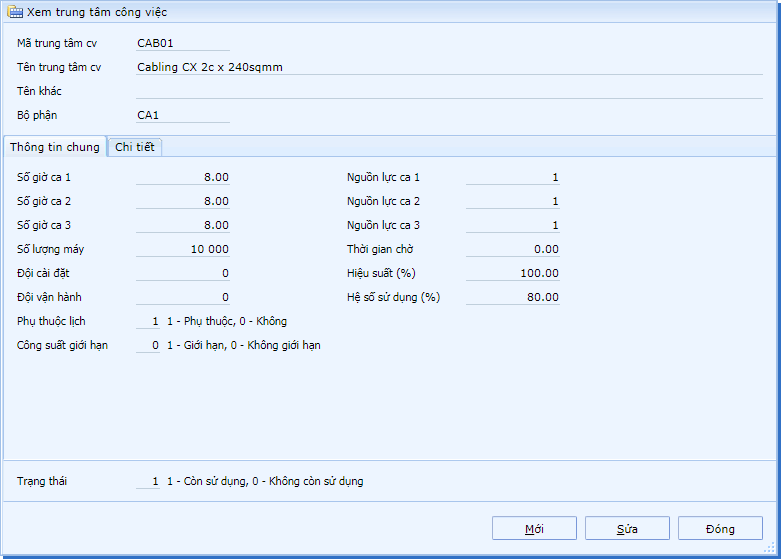 Xem trung tâm công việc
Mã trung tâm cv CAB01
Tên trung tâm cv Cabling CX 2c x 240sqmm
Tên khác
Bộ phận CA1
Thông tin chung Chi tiết
Số giờ ca 1 8.00 Nguồn lực ca 1 1
Số giờ ca 2 8.00 Nguồn lực ca 2 1
Số giờ ca 3 8.00 Nguồn lực ca 3 1
Số lượng máy 10 000 Thời gian chờ 0.00
Đội cài đặt 0 Hiệu suất (%) 100.00
Đội vận hành 0 Hệ số sử dụng (%) 80.00
Phụ thuộc lịch 1 1 - Phụ thuộc, 0 - Không
Công suất giới hạn 0 1 - Giới hạn, 0 - Không giới hạn
Trạng thái 1 1 - Còn sử dụng, 0 - Không còn sử dụng
Mới Sửa Đóng